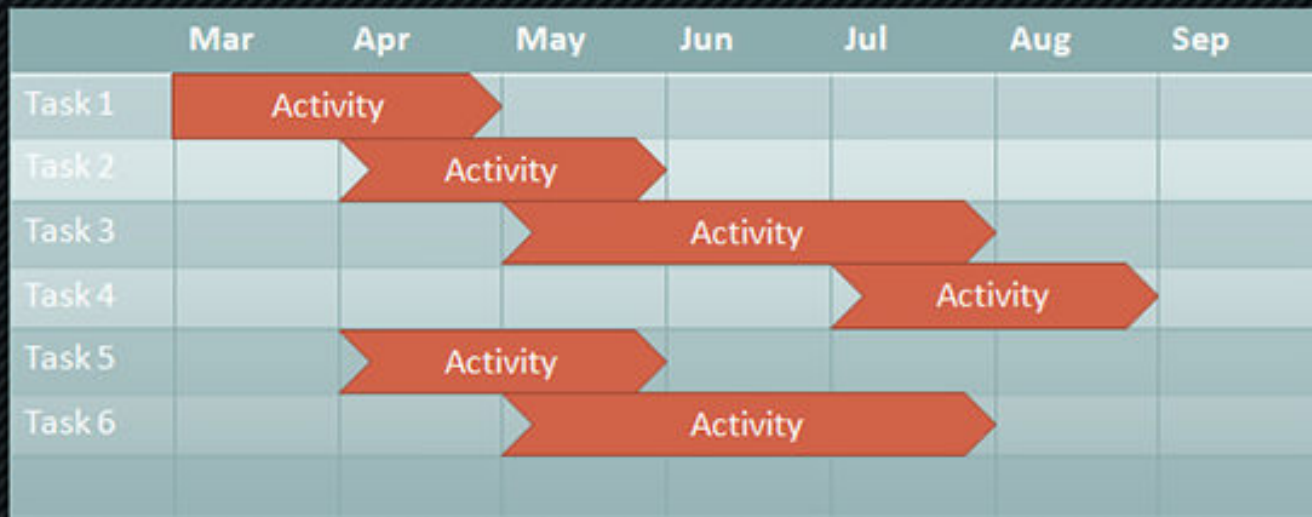 Mar Apr May Jun Jul Aug Sep
Task 1 Activity
Task 2 Activity
Task 3 Activity
Task 4 Activity
Task 5 Activity
Task 6 Activity